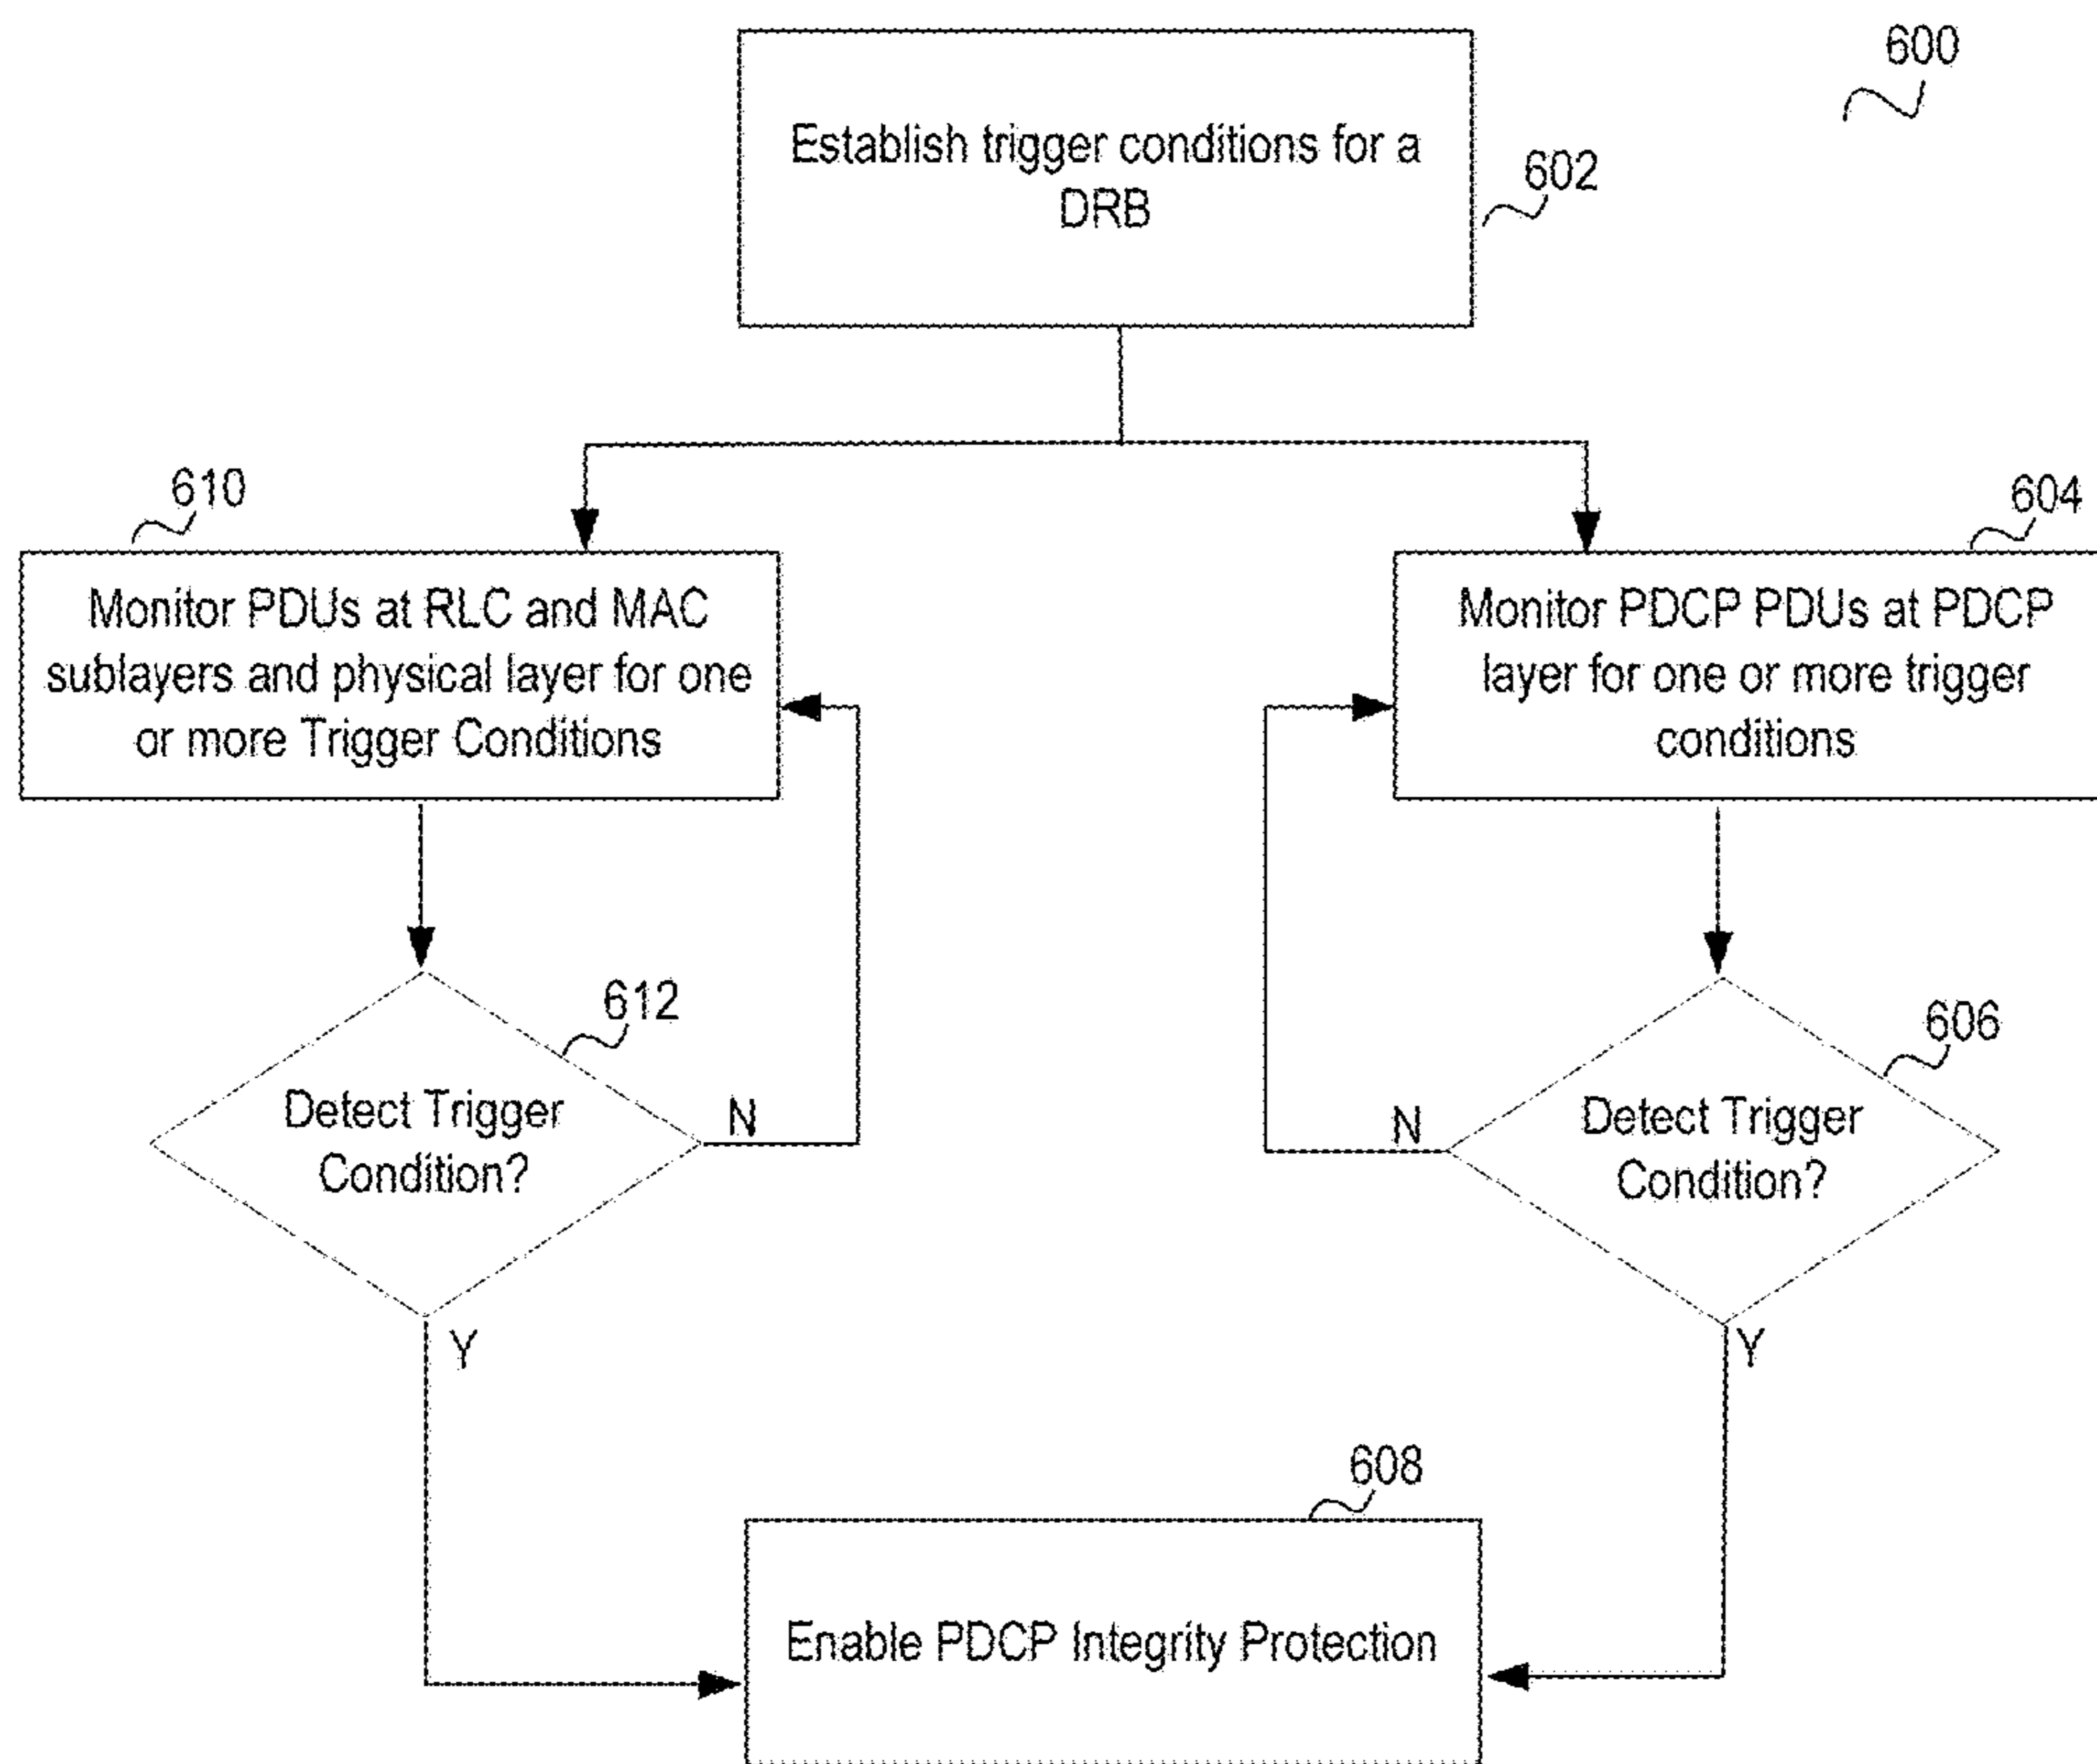 600
Establish trigger conditions for a
DRB
602
610
604
Monitor PDUs at RLC and MAC
sublayers and physical layer for one
or more Trigger Conditions
Monitor PDCP PDUs at PDCP
layer for one or more trigger
conditions
612
606
Detect Trigger
Condition?
N
Y
Detect Trigger
Condition?
N
Y
608
Enable PDCP Integrity Protection